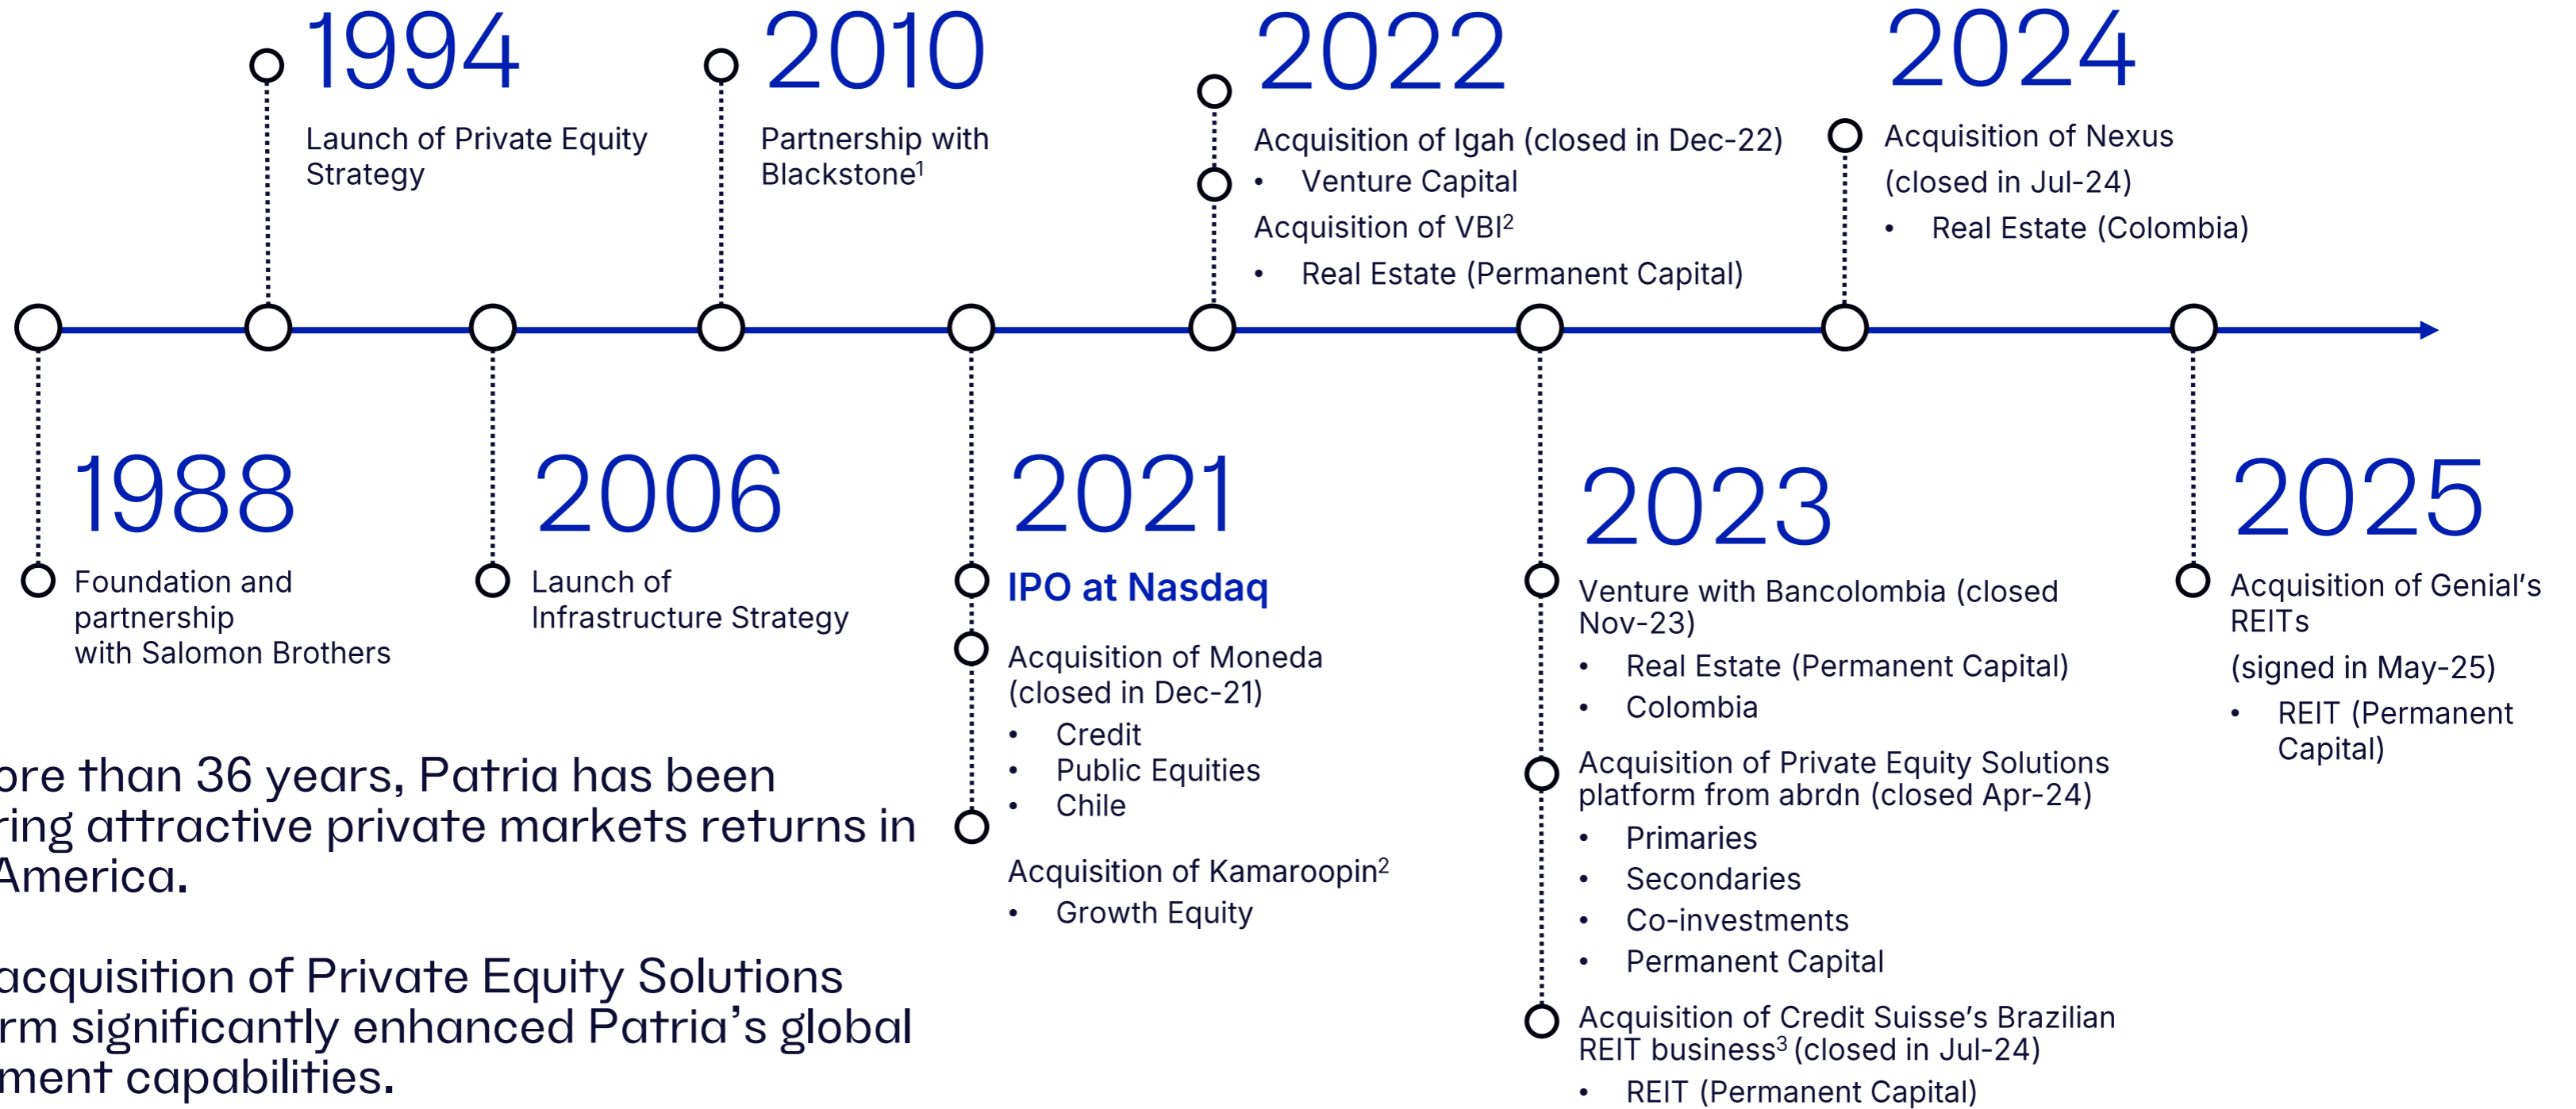 1994
Launch of Private Equity
Strategy
2010
Partnership with
Blackstone¹
2022
Acquisition of Igah (closed in Dec-22)
• Venture Capital
Acquisition of VBI²
• Real Estate (Permanent Capital)
2024
Acquisition of Nexus
(closed in Jul-24)
• Real Estate (Colombia)
1988
Foundation and
partnership
with Salomon Brothers
2006
Launch of
Infrastructure Strategy
2021
IPO at Nasdaq
Acquisition of Moneda
(closed in Dec-21)
• Credit
• Public Equities
• Chile
Acquisition of Kamaroopin²
• Growth Equity
2023
Venture with Bancolombia (closed
Nov-23)
• Real Estate (Permanent Capital)
• Colombia
Acquisition of Private Equity Solutions
platform from abrdn (closed Apr-24)
• Primaries
• Secondaries
• Co-investments
• Permanent Capital
Acquisition of Credit Suisse’s Brazilian
REIT business³ (closed in Jul-24)
• REIT (Permanent Capital)
2025
Acquisition of Genial’s
REITs
(signed in May-25)
• REIT (Permanent
Capital)
ore than 36 years, Patria has been
ring attractive private markets returns in
America.
acquisition of Private Equity Solutions
rm significantly enhanced Patria’s global
ment capabilities.